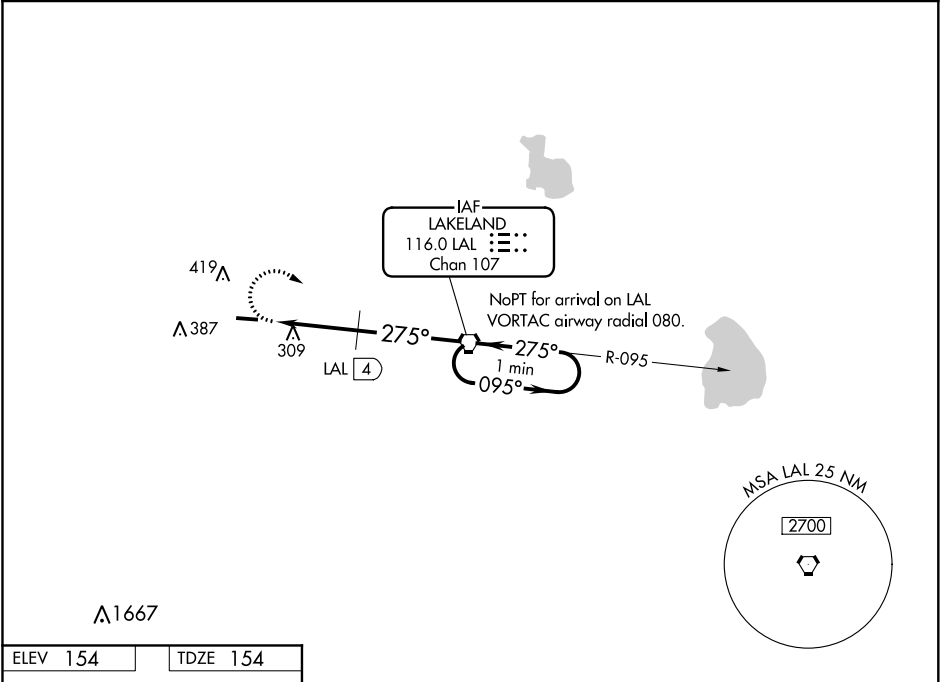 IAF
LAKELAND
116.0 LAL
Chan 107
NoPT for arrival on LAL
VORTAC airway radial 080.
419
387
309
275°
LAL 4
275°
1 min
095°
R-095
MSA LAL 25 NM
2700
1667
ELEV 154
TDZE 154